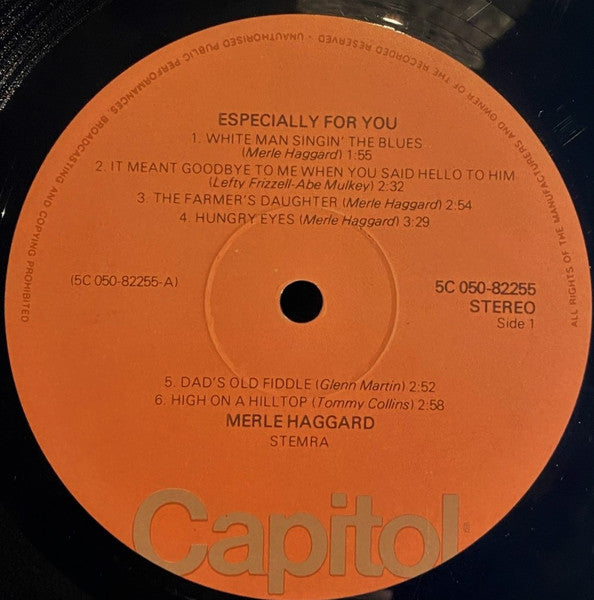 ALL RIGHTS OF THE MANUFACTURERS AND OWNER OF THE RECORDED RESERVED - UNAUTHORISED PUBLIC PERFORMANCES, BROADCASTING AND COPYING PROHIBITED
ESPECIALLY FOR YOU
1. WHITE MAN SINGIN' THE BLUES
(Merle Haggard) 1:55
2. IT MEANT GOODBYE TO ME WHEN YOU SAID HELLO TO HIM
(Lefty Frizzell-Abe Mulkey) 2:32
3. THE FARMER'S DAUGHTER (Merle Haggard) 2:54
4. HUNGRY EYES (Merle Haggard) 3:29
(5C 050-82255-A)
5C 050-82255
STEREO
Side 1
5. DAD'S OLD FIDDLE (Glenn Martin) 2:52
6. HIGH ON A HILLTOP (Tommy Collins) 2:58
MERLE HAGGARD
STEMRA
Capitol
®